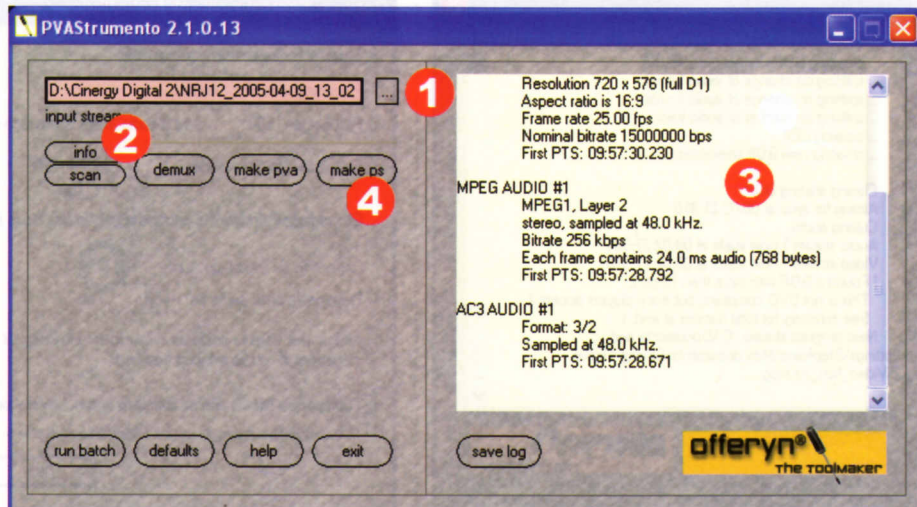 PVAStrumento 2.1.0.13
D:\Cinergy Digital 2\NRJ12_2005-04-09_13_02
...
1
input stream
2
info
scan
demux
make pva
make ps
4
Resolution 720 x 576 (full D1)
Aspect ratio is 16:9
Frame rate 25.00 fps
Nominal bitrate 15000000 bps
First PTS: 09:57:30.230
3
MPEG AUDIO #1
MPEG1, Layer 2
stereo, sampled at 48.0 kHz.
Bitrate 256 kbps
Each frame contains 24.0 ms audio (768 bytes)
First PTS: 09:57:28.792
AC3 AUDIO #1
Format: 3/2
Sampled at 48.0 kHz.
First PTS: 09:57:28.671
run batch
defaults
help
exit
save log
offeryn®
The Toolmaker